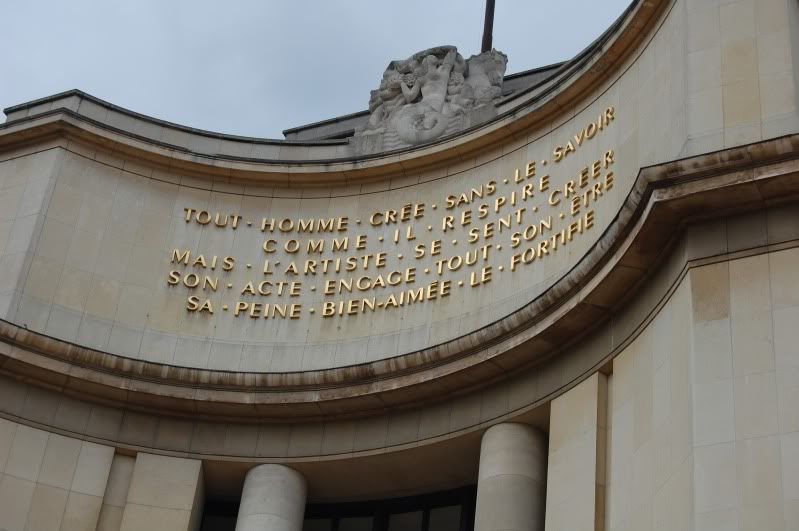 TOUT · HOMME · CRÉE · SANS · LE · SAVOIR
COMME · IL · RESPIRE
MAIS · L'ARTISTE · SE · SENT · CRÉER
SON · ACTE · ENGAGE · TOUT · SON · ÊTRE
SA · PEINE · BIEN-AIMÉE · LE · FORTIFIE